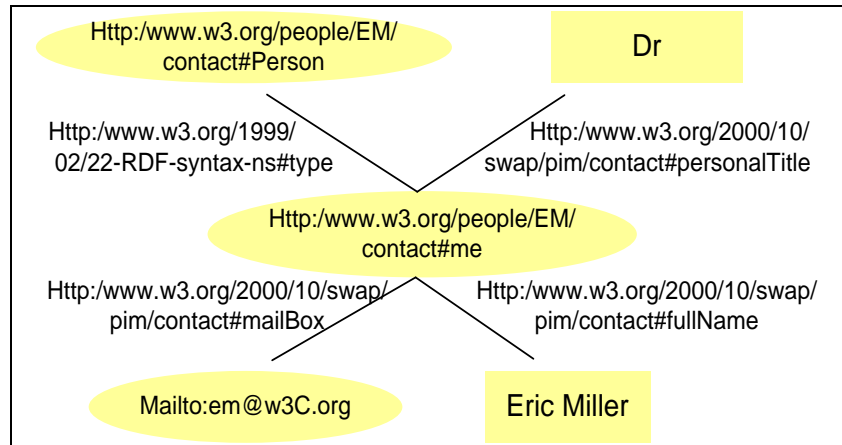 Http:/www.w3.org/people/EM/
contact#Person
Dr
Http:/www.w3.org/1999/
02/22-RDF-syntax-ns#type
Http:/www.w3.org/2000/10/
swap/pim/contact#personalTitle
Http:/www.w3.org/people/EM/
contact#me
Http:/www.w3.org/2000/10/swap/
pim/contact#mailBox
Http:/www.w3.org/2000/10/swap/
pim/contact#fullName
Mailto:em@w3C.org
Eric Miller